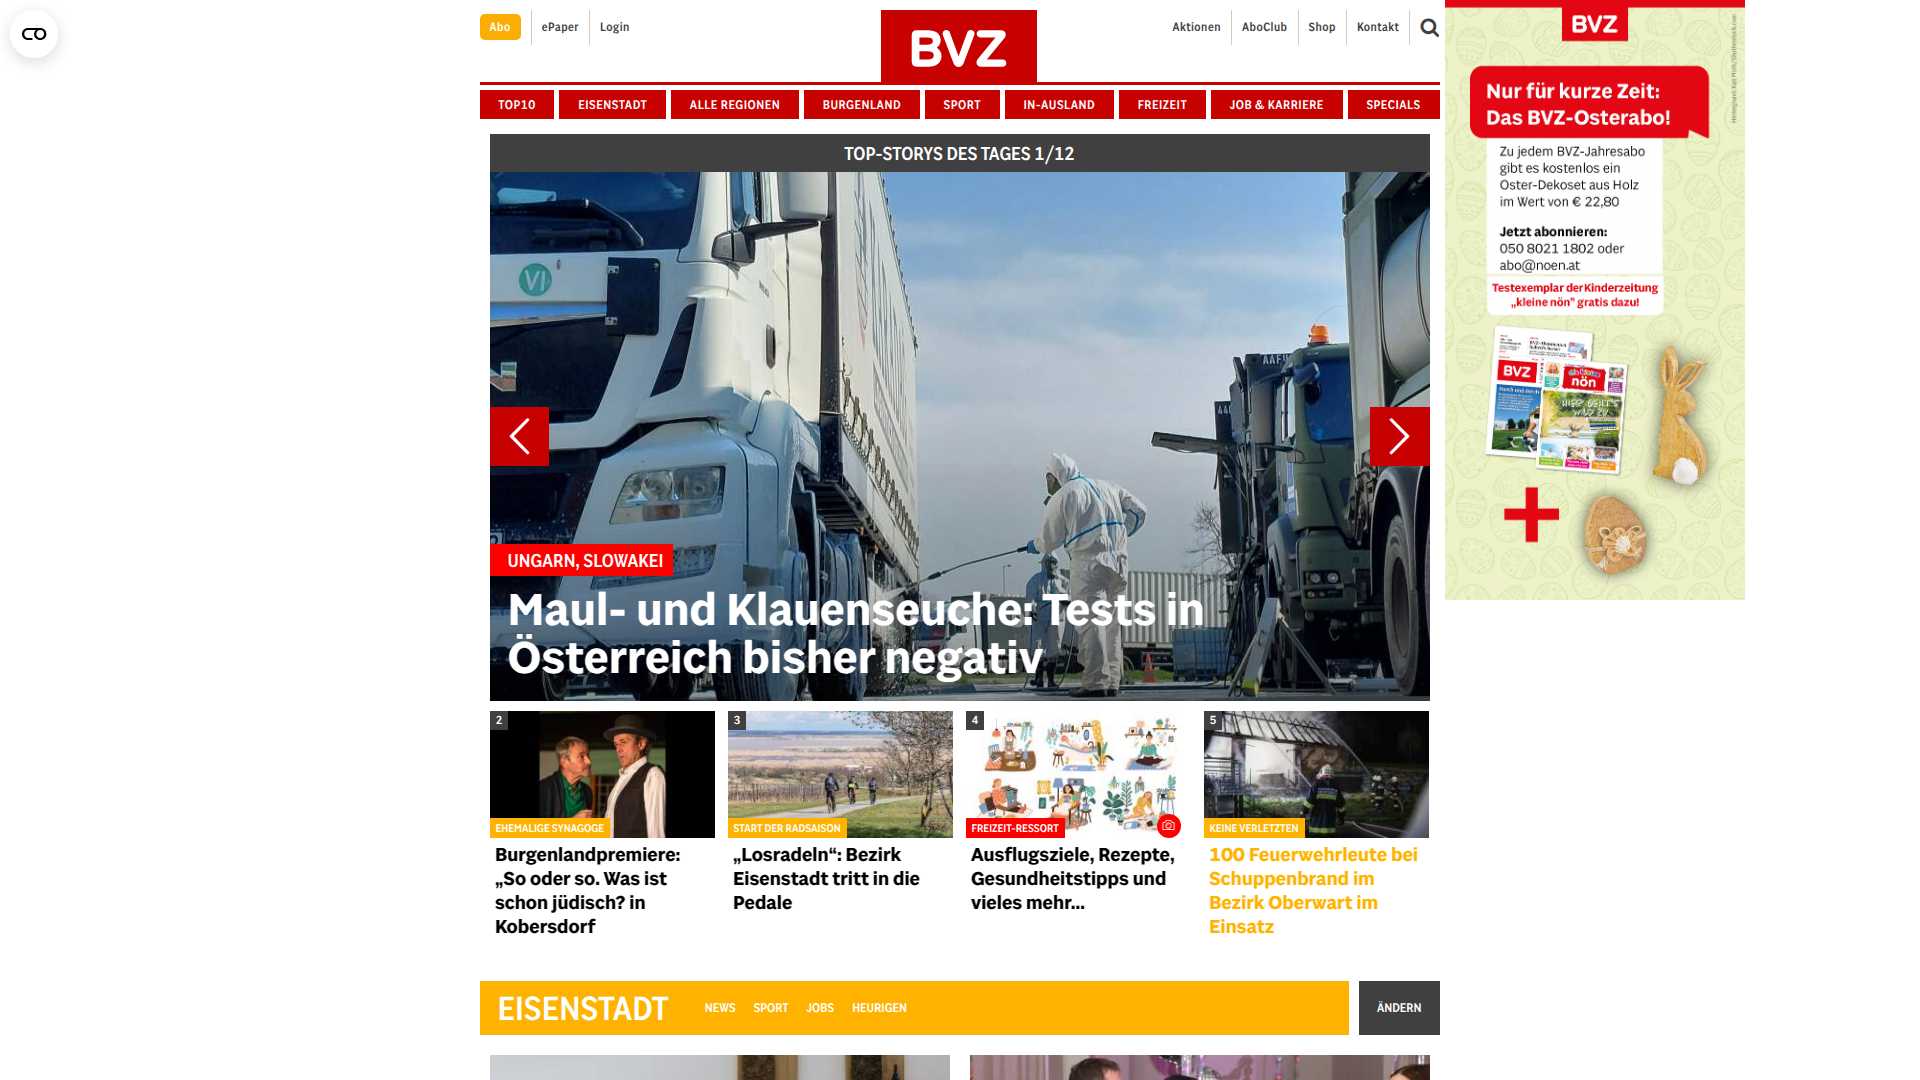 Abo
ePaper
Login
BVZ
Aktionen
AboClub
Shop
Kontakt
TOP10
EISENSTADT
ALLE REGIONEN
BURGENLAND
SPORT
IN-AUSLAND
FREIZEIT
JOB & KARRIERE
SPECIALS
TOP-STORYS DES TAGES 1/12
VI
UNGARN, SLOWAKEI
Maul- und Klauenseuche: Tests in
Österreich bisher negativ
2
EHEMALIGE SYNAGOGE
Burgenlandpremiere:
„So oder so. Was ist
schon jüdisch? in
Kobersdorf
3
START DER RADSAISON
„Losradeln“: Bezirk
Eisenstadt tritt in die
Pedale
4
FREIZEIT-RESSORT
Ausflugsziele, Rezepte,
Gesundheitstipps und
vieles mehr...
5
KEINE VERLETZTEN
100 Feuerwehrleute bei
Schuppenbrand im
Bezirk Oberwart im
Einsatz
EISENSTADT
NEWS
SPORT
JOBS
HEURIGEN
ÄNDERN
BVZ
Nur für kurze Zeit:
Das BVZ-Osterabo!
Zu jedem BVZ-Jahresabo
gibt es kostenlos ein
Oster-Dekoset aus Holz
im Wert von € 22,80
Jetzt abonnieren:
050 8021 1802 oder
abo@noen.at
Testexemplar der Kinderzeitung
„kleine nön“ gratis dazu!
BVZ
nön